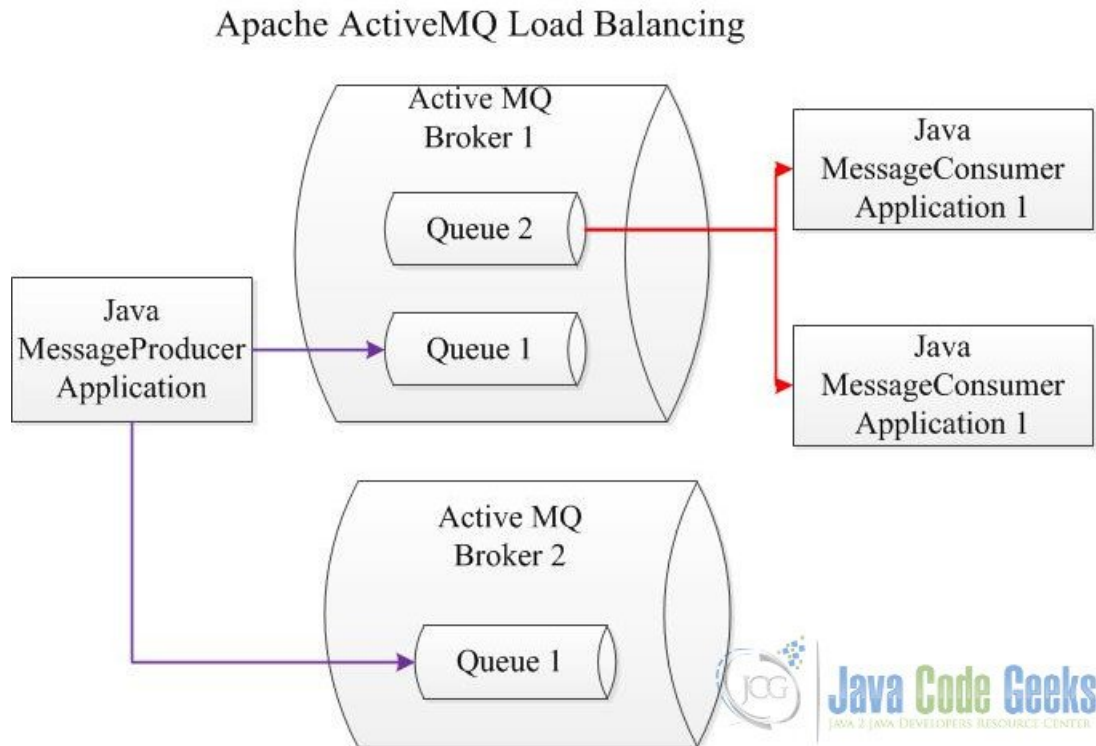 Apache ActiveMQ Load Balancing
Active MQ
Broker 1
Queue 2
Queue 1
Java
MessageProducer
Application
Java
MessageConsumer
Application 1
Java
MessageConsumer
Application 1
Active MQ
Broker 2
Queue 1
JCG
Java Code Geeks
JAVA 2 JAVA DEVELOPERS RESOURCE CENTER